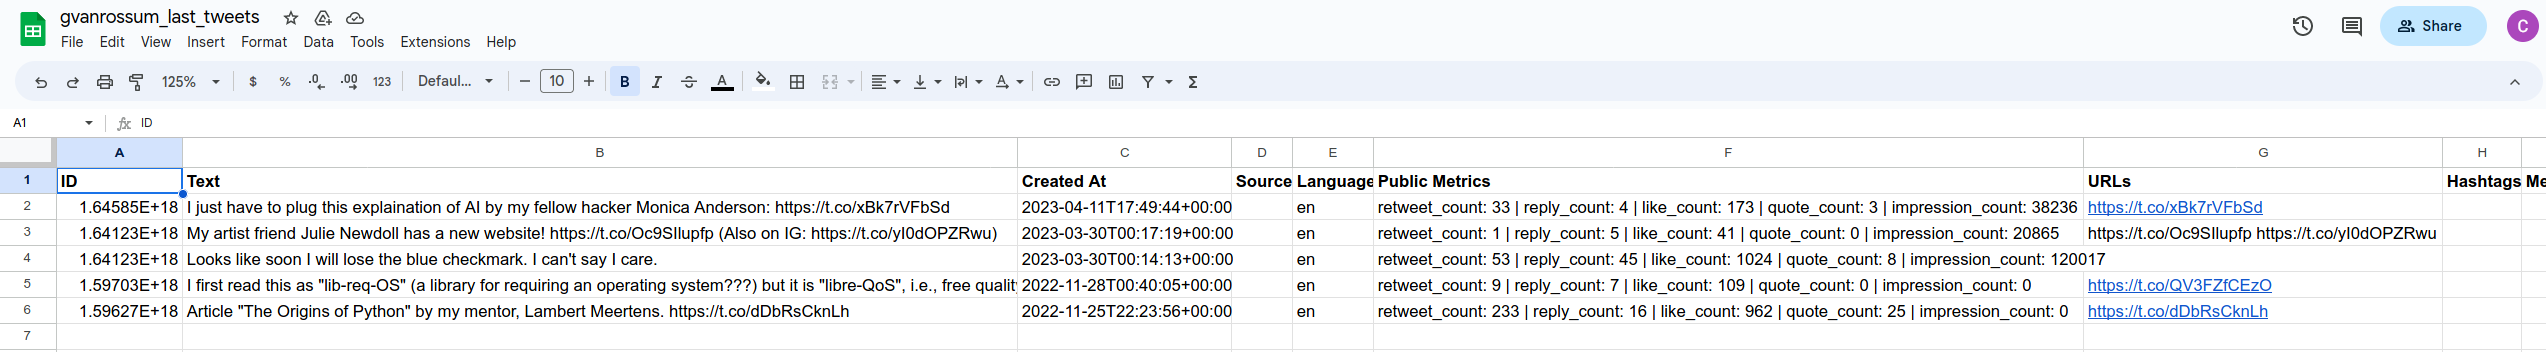 gvanrossum_last_tweets
File Edit View Insert Format Data Tools Extensions Help
Share
C
125% $ % .0 .00 123 Defaul... 10 B I S A A Σ
A1 fx ID
A B C D E F G H
1 ID Text Created At Source Language Public Metrics URLs Hashtags Me
2 1.64585E+18 I just have to plug this explaination of AI by my fellow hacker Monica Anderson: https://t.co/xBk7rVFbSd 2023-04-11T17:49:44+00:00 en retweet_count: 33 | reply_count: 4 | like_count: 173 | quote_count: 3 | impression_count: 38236 https://t.co/xBk7rVFbSd
3 1.64123E+18 My artist friend Julie Newdoll has a new website! https://t.co/Oc9SIlupfp (Also on IG: https://t.co/yI0dOPZRwu) 2023-03-30T00:17:19+00:00 en retweet_count: 1 | reply_count: 5 | like_count: 41 | quote_count: 0 | impression_count: 20865 https://t.co/Oc9SIlupfp https://t.co/yI0dOPZRwu
4 1.64123E+18 Looks like soon I will lose the blue checkmark. I can't say I care. 2023-03-30T00:14:13+00:00 en retweet_count: 53 | reply_count: 45 | like_count: 1024 | quote_count: 8 | impression_count: 120017
5 1.59703E+18 I first read this as "lib-req-OS" (a library for requiring an operating system???) but it is "libre-QoS", i.e., free quality 2022-11-28T00:40:05+00:00 en retweet_count: 9 | reply_count: 7 | like_count: 109 | quote_count: 0 | impression_count: 0 https://t.co/QV3FZfCEzO
6 1.59627E+18 Article "The Origins of Python" by my mentor, Lambert Meertens. https://t.co/dDbRsCknLh 2022-11-25T22:23:56+00:00 en retweet_count: 233 | reply_count: 16 | like_count: 962 | quote_count: 25 | impression_count: 0 https://t.co/dDbRsCknLh
7